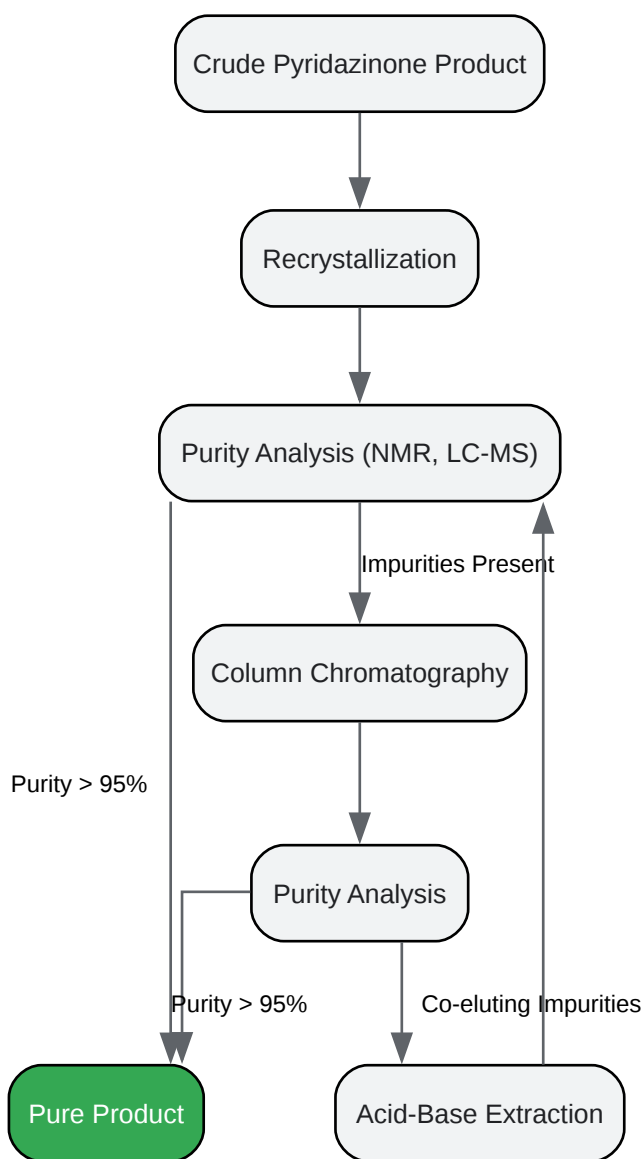 Crude Pyridazinone Product
Recrystallization
Purity Analysis (NMR, LC-MS)
Impurities Present
Column Chromatography
Purity > 95%
Purity Analysis
Purity > 95%
Co-eluting Impurities
Pure Product
Acid-Base Extraction